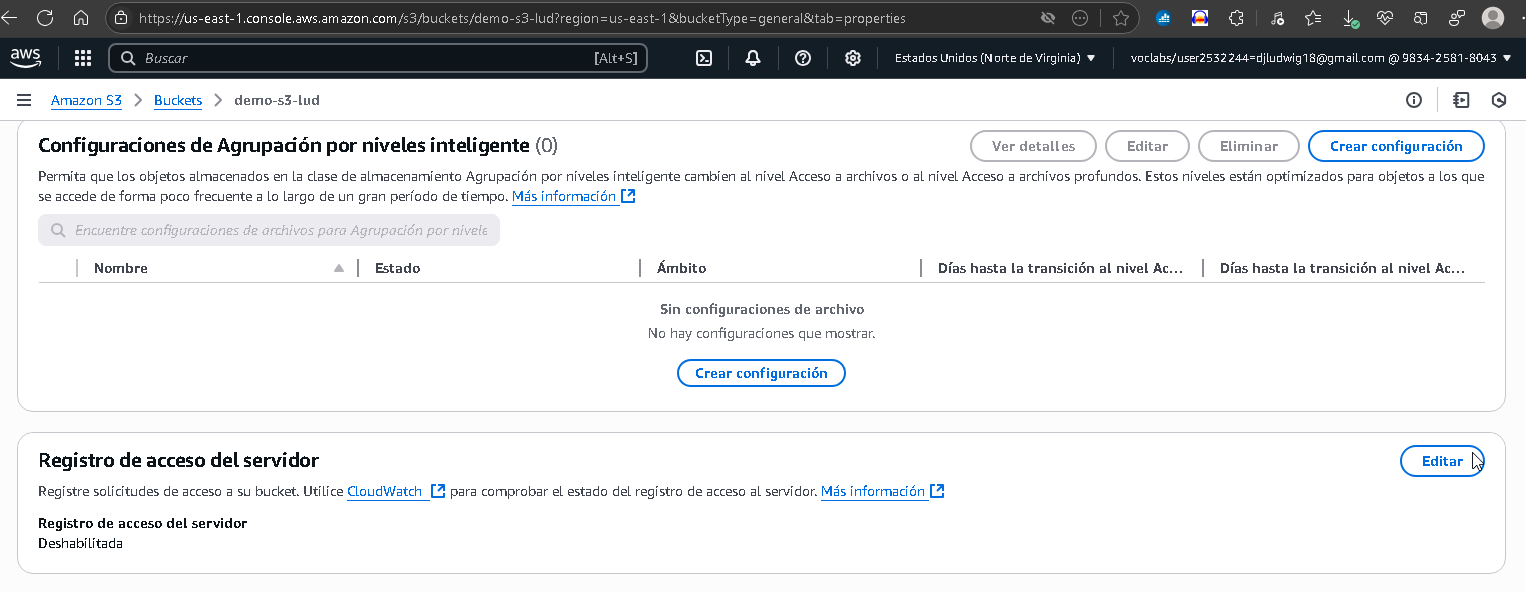 https://us-east-1.console.aws.amazon.com/s3/buckets/demo-s3-lud?region=us-east-1&bucketType=general&tab=properties
aws
Buscar
[Alt+S]
Estados Unidos (Norte de Virginia)
voclabs/user2532244=djludwig18@gmail.com @ 9834-2581-8043
Amazon S3
Buckets
demo-s3-lud
Configuraciones de Agrupación por niveles inteligente (0)
Ver detalles
Editar
Eliminar
Crear configuración
Permita que los objetos almacenados en la clase de almacenamiento Agrupación por niveles inteligente cambien al nivel Acceso a archivos o al nivel Acceso a archivos profundos. Estos niveles están optimizados para objetos a los que
se accede de forma poco frecuente a lo largo de un gran período de tiempo. Más información
Encuentre configuraciones de archivos para Agrupación por nivele
Nombre
Estado
Ámbito
Días hasta la transición al nivel Ac...
Días hasta la transición al nivel Ac...
Sin configuraciones de archivo
No hay configuraciones que mostrar.
Crear configuración
Registro de acceso del servidor
Editar
Registre solicitudes de acceso a su bucket. Utilice CloudWatch para comprobar el estado del registro de acceso al servidor. Más información
Registro de acceso del servidor
Deshabilitada